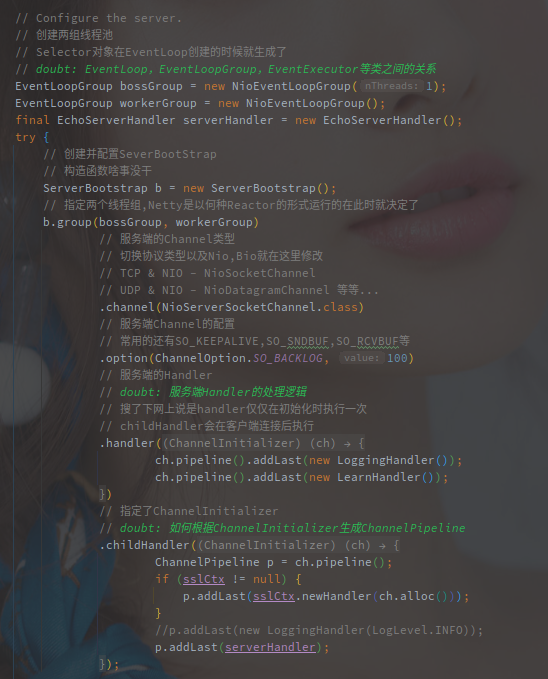 // Configure the server.
// 创建两组线程池
// Selector对象在EventLoop创建的时候就生成了
// doubt: EventLoop，EventLoopGroup，EventExecutor等类之间的关系
EventLoopGroup bossGroup = new NioEventLoopGroup( nThreads: 1);
EventLoopGroup workerGroup = new NioEventLoopGroup();
final EchoServerHandler serverHandler = new EchoServerHandler();
try {
// 创建并配置SeverBootStrap
// 构造函数啥事没干
ServerBootstrap b = new ServerBootstrap();
// 指定两个线程组,Netty是以何种Reactor的形式运行的在此时就决定了
b.group(bossGroup, workerGroup)
// 服务端的Channel类型
// 切换协议类型以及Nio,Bio就在这里修改
// TCP & NIO - NioSocketChannel
// UDP & NIO - NioDatagramChannel 等等...
.channel(NioServerSocketChannel.class)
// 服务端Channel的配置
// 常用的还有SO_KEEPALIVE,SO_SNDBUF,SO_RCVBUF等
.option(ChannelOption.SO_BACKLOG, value: 100)
// 服务端的Handler
// doubt: 服务端Handler的处理逻辑
// 搜了下网上说是handler仅仅在初始化时执行一次
// childHandler会在客户端连接后执行
.handler((ChannelInitializer) (ch) → {
ch.pipeline().addLast(new LoggingHandler());
ch.pipeline().addLast(new LearnHandler());
})
// 指定了ChannelInitializer
// doubt: 如何根据ChannelInitializer生成ChannelPipeline
.childHandler((ChannelInitializer) (ch) → {
ChannelPipeline p = ch.pipeline();
if (sslCtx != null) {
p.addLast(sslCtx.newHandler(ch.alloc()));
}
//p.addLast(new LoggingHandler(LogLevel.INFO));
p.addLast(serverHandler);
});